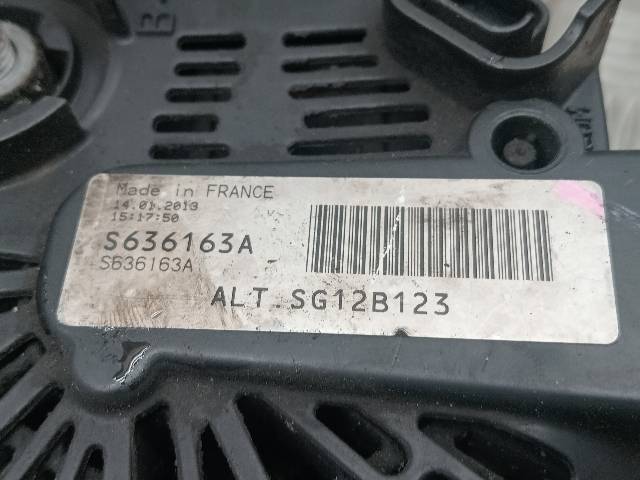 B+
Made in FRANCE
14.01.2013
15:17:50
S636163A
S636163A
ALT SG12B123